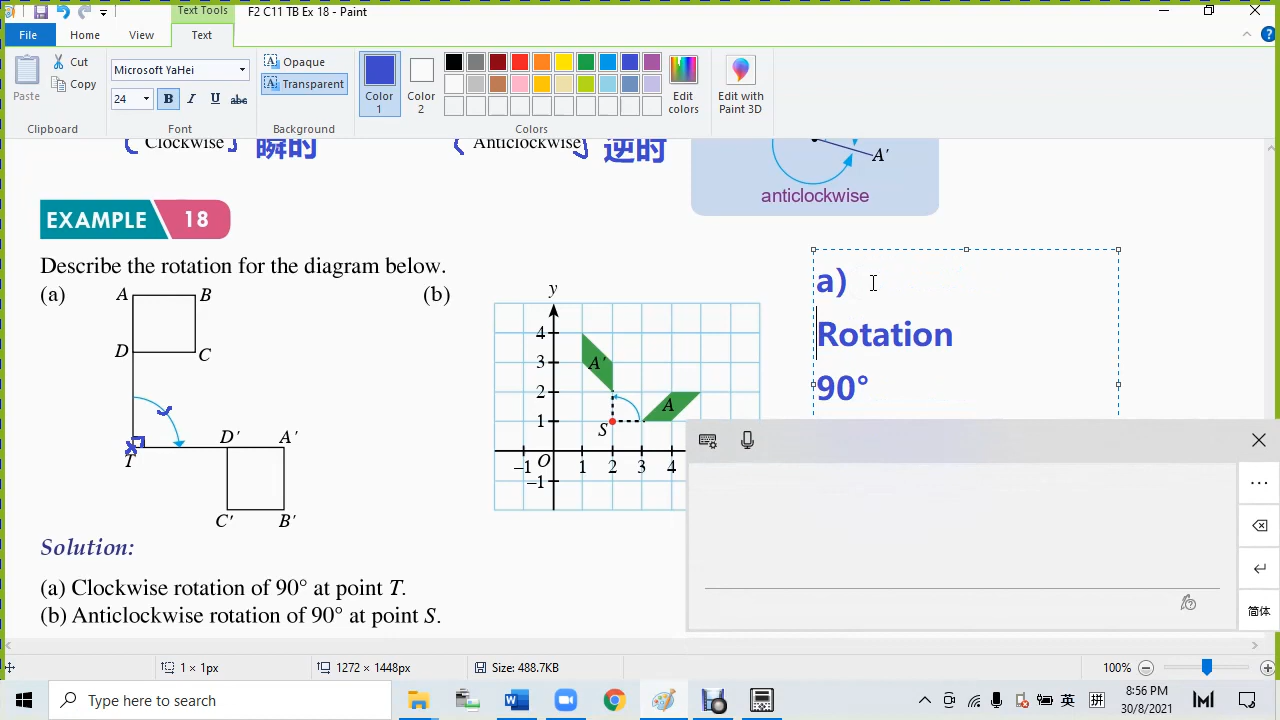 Text Tools
F2 C11 TB Ex 18 - Paint
File
Home
View
Text
Paste
Cut
Copy
Clipboard
Microsoft YaHei
24
B
I
U
abc
Font
Opaque
Transparent
Background
Color 1
Color 2
Colors
Edit colors
Edit with Paint 3D
Clockwise
瞬的
Anticlockwise
逆时
A'
anticlockwise
EXAMPLE 18
Describe the rotation for the diagram below.
(a)
A
B
D
C
T
D'
A'
C'
B'
(b)
y
4
3
2
1
–1
O
–1
1
2
3
4
A'
A
S
a)
Rotation
90°
Solution:
(a) Clockwise rotation of 90° at point T.
(b) Anticlockwise rotation of 90° at point S.
简体
1 × 1px
1272 × 1448px
Size: 488.7KB
100%
Type here to search
英
拼
8:56 PM
30/8/2021